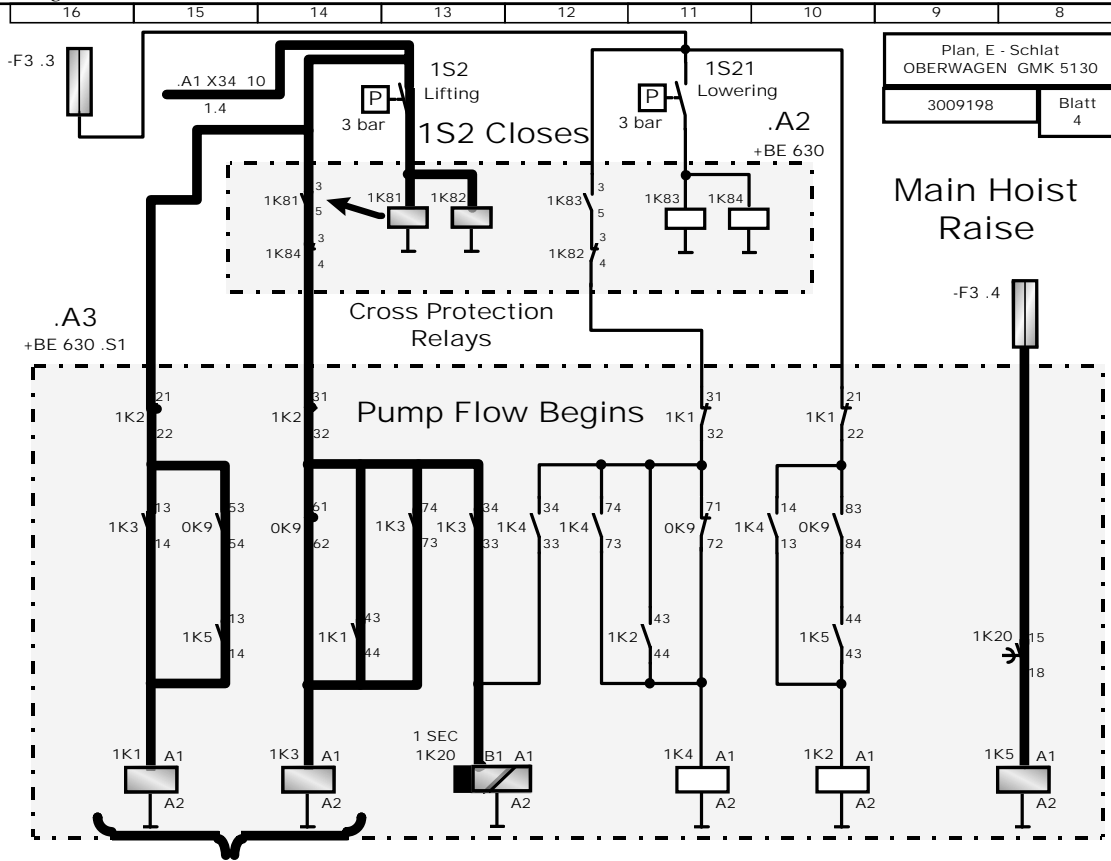 16 15 14 13 12 11 10 9 8
-F3 .3
.A1 X34 10
1.4
P
3 bar
1S2
Lifting
1S2 Closes
P
3 bar
1S21
Lowering
.A2
+BE 630
Plan, E - Schlat
OBERWAGEN GMK 5130
3009198
Blatt
4
Main Hoist
Raise
1K81 3
5
1K81 1K82
1K84 3
4
1K83 3
5
1K83 1K84
1K82 3
4
Cross Protection
Relays
-F3 .4
.A3
+BE 630 .S1
Pump Flow Begins
1K2 21
22
1K2 31
32
1K1 31
32
1K1 21
22
1K3 13
14
0K9 53
54
0K9 61
62
1K3 74
73
1K3 34
33
1K4 34
33
1K4 74
73
0K9 71
72
1K4 14
13
0K9 83
84
1K5 13
14
1K1 43
44
1K2 43
44
1K5 44
43
1K20 15
18
1K1 A1
A2
1K3 A1
A2
1 SEC
1K20 B1 A1
A2
1K4 A1
A2
1K2 A1
A2
1K5 A1
A2